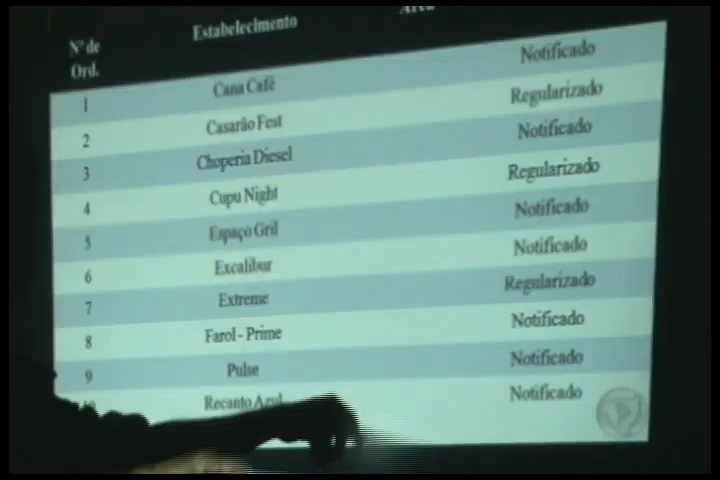 Nº de Ord. Estabelecimento
1 Cana Café Notificado
2 Casarão Fest Regularizado
3 Choperia Diesel Notificado
4 Cupu Night Regularizado
5 Espaço Gril Notificado
6 Excalibur Notificado
7 Extreme Regularizado
8 Farol - Prime Notificado
9 Pulse Notificado
10 Recanto Azul Notificado